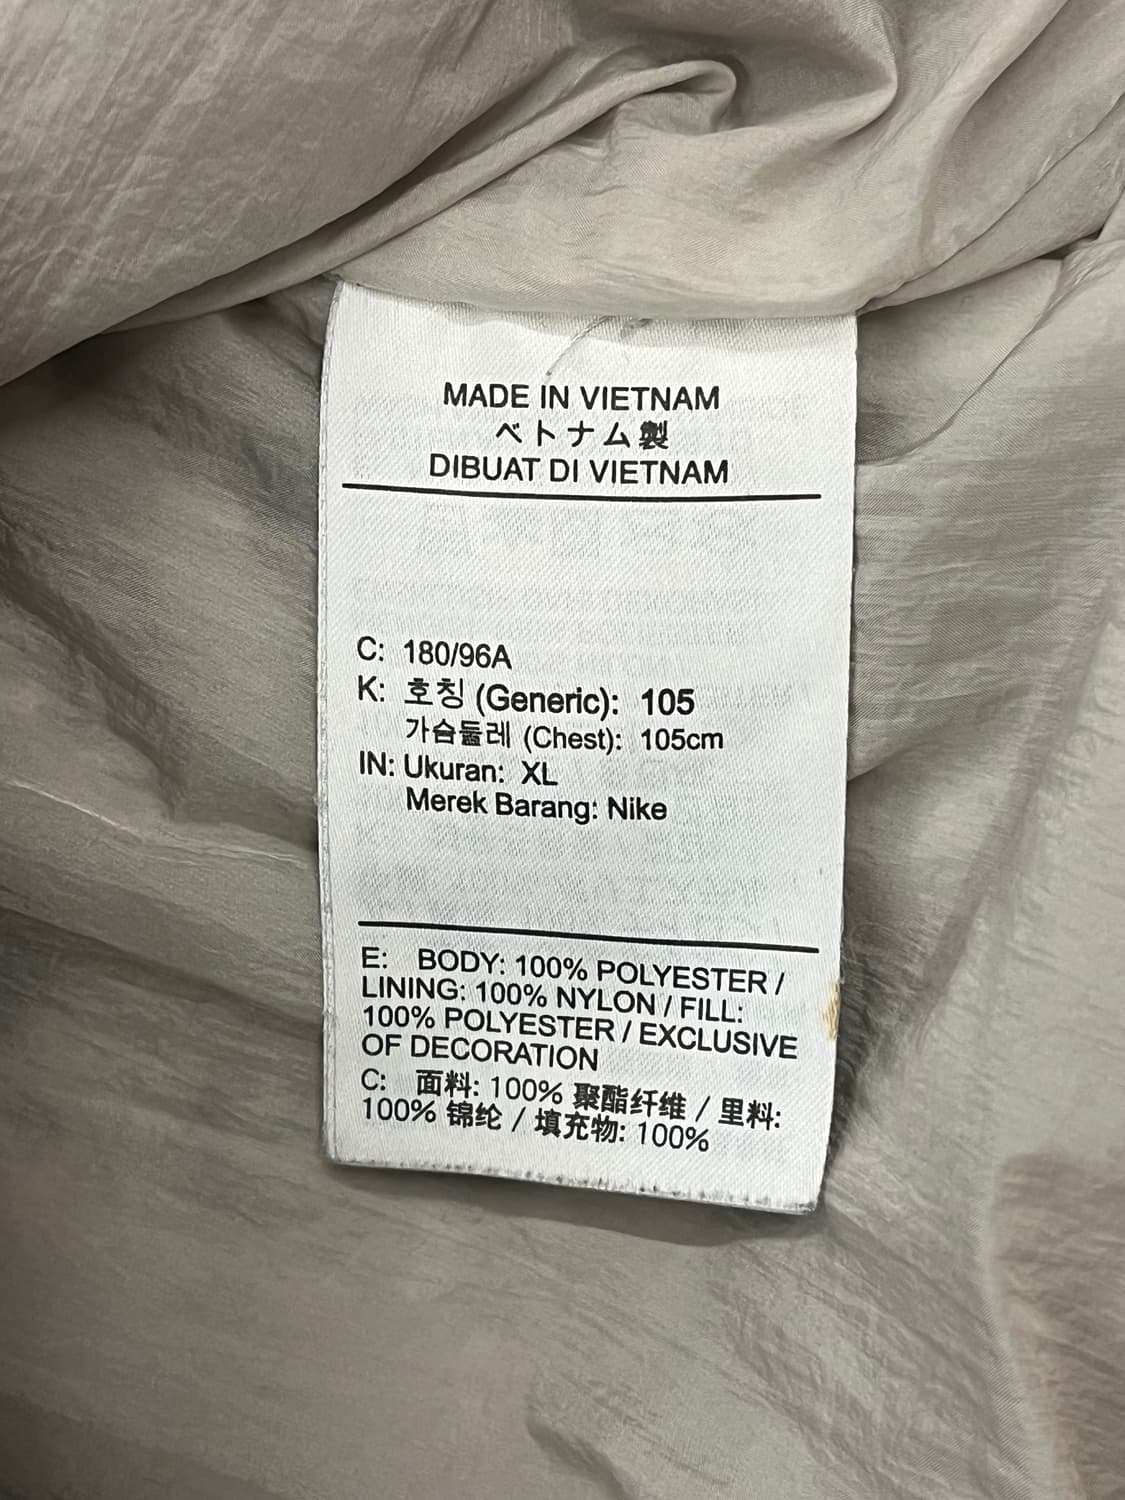 MADE IN VIETNAM
ベトナム製
DIBUAT DI VIETNAM
C: 180/96A
K: 호칭 (Generic): 105
가슴둘레 (Chest): 105cm
IN: Ukuran: XL
Merek Barang: Nike
E: BODY: 100% POLYESTER /
LINING: 100% NYLON / FILL:
100% POLYESTER / EXCLUSIVE
OF DECORATION
C: 面料: 100% 聚酯纤维 / 里料:
100% 锦纶 / 填充物: 100%